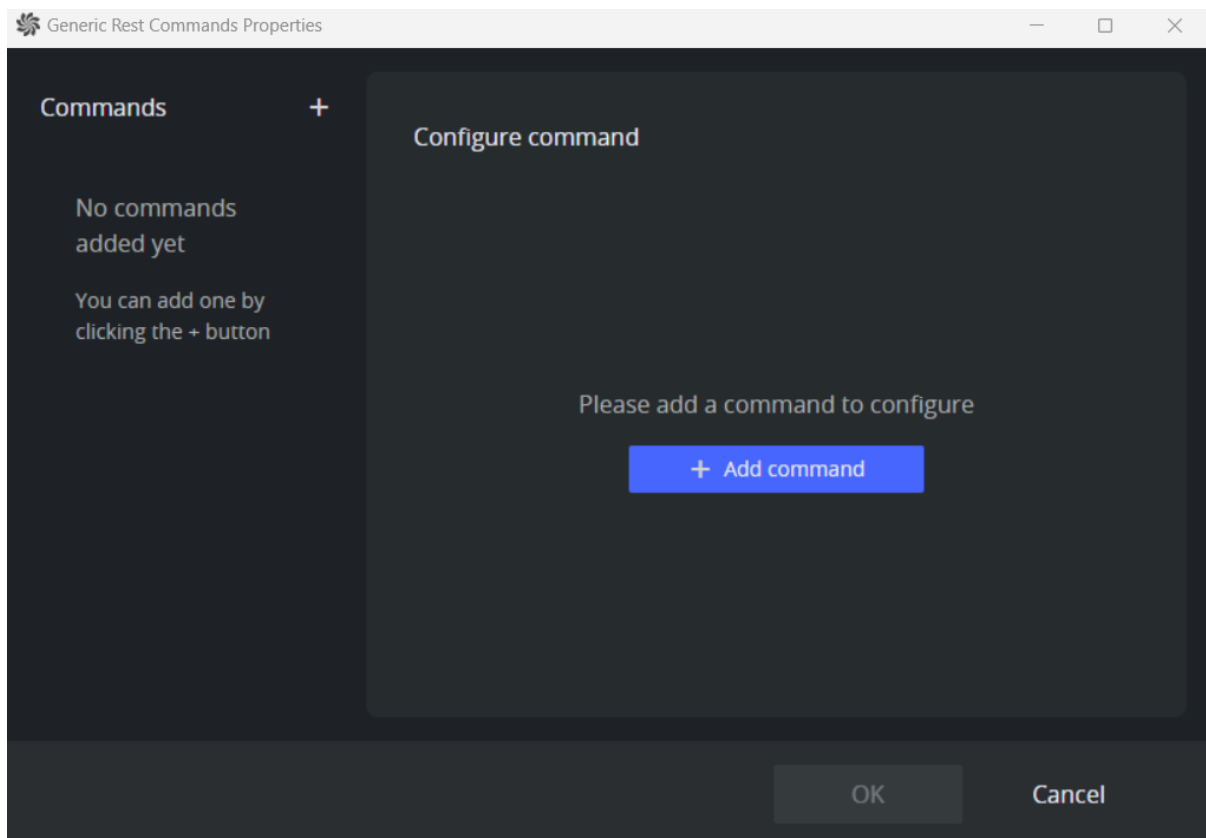 Generic Rest Commands Properties
Commands +
No commands
added yet
You can add one by
clicking the + button
Configure command
Please add a command to configure
+ Add command
OK
Cancel